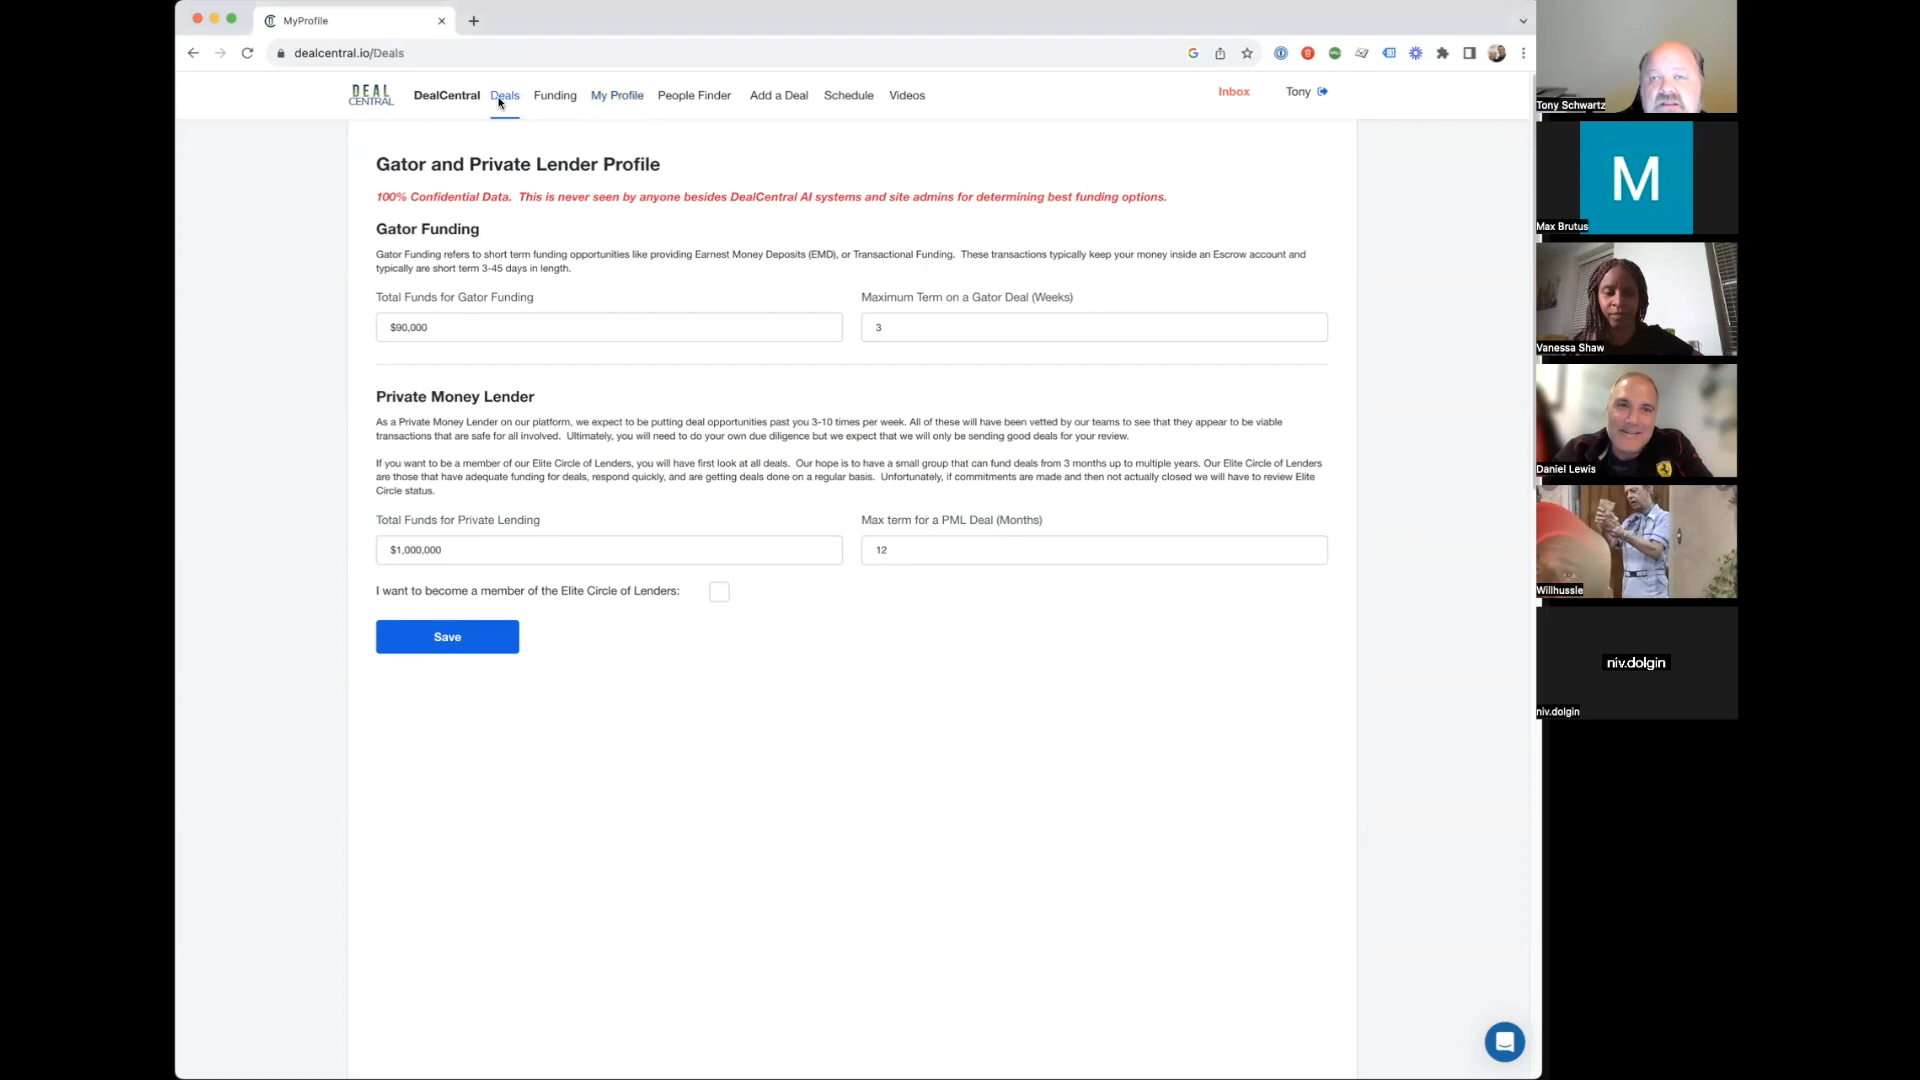 MyProfile
dealcentral.io/Deals
DEAL
CENTRAL
DealCentral Deals Funding My Profile People Finder Add a Deal Schedule Videos Inbox Tony
Gator and Private Lender Profile
100% Confidential Data. This is never seen by anyone besides DealCentral AI systems and site admins for determining best funding options.
Gator Funding
Gator Funding refers to short term funding opportunities like providing Earnest Money Deposits (EMD), or Transactional Funding. These transactions typically keep your money inside an Escrow account and
typically are short term 3-45 days in length.
Total Funds for Gator Funding
Maximum Term on a Gator Deal (Weeks)
$90,000
3
Private Money Lender
As a Private Money Lender on our platform, we expect to be putting deal opportunities past you 3-10 times per week. All of these will have been vetted by our teams to see that they appear to be viable
transactions that are safe for all involved. Ultimately, you will need to do your own due diligence but we expect that we will only be sending good deals for your review.
If you want to be a member of our Elite Circle of Lenders, you will have first look at all deals. Our hope is to have a small group that can fund deals from 3 months up to multiple years. Our Elite Circle of Lenders
are those that have adequate funding for deals, respond quickly, and are getting deals done on a regular basis. Unfortunately, if commitments are made and then not actually closed we will have to review Elite
Circle status.
Total Funds for Private Lending
Max term for a PML Deal (Months)
$1,000,000
12
I want to become a member of the Elite Circle of Lenders:
Save
Tony Schwartz
M
Max Brutus
Vanessa Shaw
Daniel Lewis
Willhussle
niv.dolgin
niv.dolgin